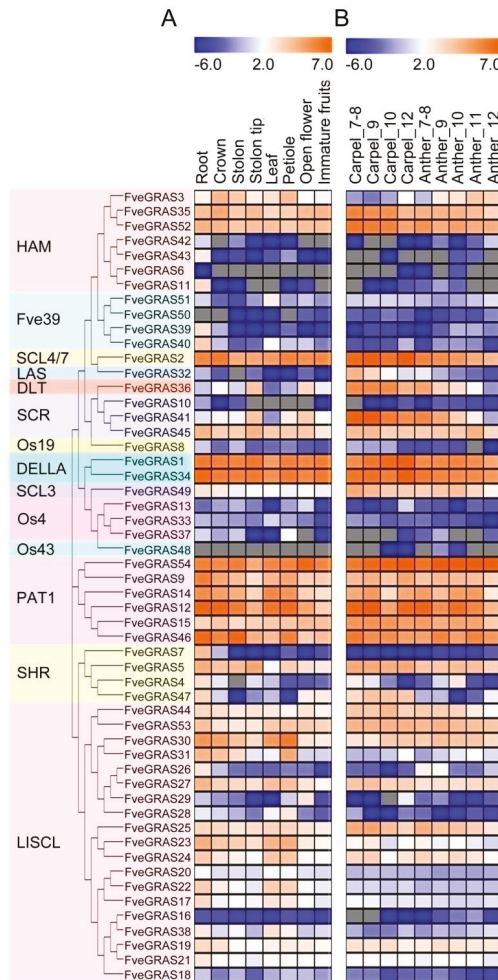 A
B
-6.0 2.0 7.0
-6.0 2.0 7.0
Root
Crown
Stolon
Stolon tip
Leaf
Petiole
Open flower
Immature fruits
Carpel_7-8
Carpel_9
Carpel_10
Carpel_12
Anther_7-8
Anther_9
Anther_10
Anther_11
Anther_12
HAM
FveGRAS3
FveGRAS35
FveGRAS52
FveGRAS42
FveGRAS43
FveGRAS6
FveGRAS11
Fve39
FveGRAS51
FveGRAS50
FveGRAS39
FveGRAS40
SCL4/7
FveGRAS2
LAS
FveGRAS32
DLT
FveGRAS36
SCR
FveGRAS10
FveGRAS41
FveGRAS45
Os19
FveGRAS8
DELLA
FveGRAS1
FveGRAS34
SCL3
FveGRAS49
Os4
FveGRAS13
FveGRAS33
FveGRAS37
Os43
FveGRAS48
PAT1
FveGRAS54
FveGRAS9
FveGRAS14
FveGRAS12
FveGRAS15
FveGRAS46
SHR
FveGRAS7
FveGRAS5
FveGRAS4
FveGRAS47
LISCL
FveGRAS44
FveGRAS53
FveGRAS30
FveGRAS31
FveGRAS26
FveGRAS27
FveGRAS29
FveGRAS28
FveGRAS25
FveGRAS23
FveGRAS24
FveGRAS20
FveGRAS22
FveGRAS17
FveGRAS16
FveGRAS38
FveGRAS19
FveGRAS21
FveGRAS18